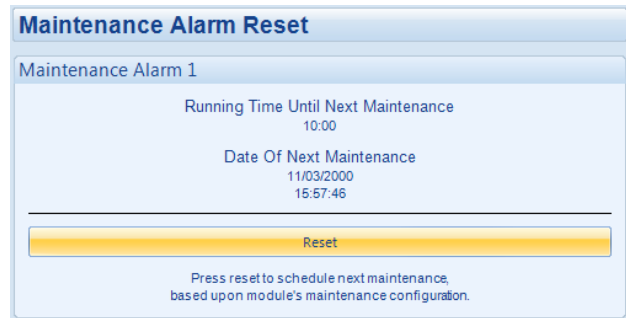 Maintenance Alarm Reset
Maintenance Alarm 1
Running Time Until Next Maintenance
10:00
Date Of Next Maintenance
11/03/2000
15:57:46
Reset
Press reset to schedule next maintenance,
based upon module's maintenance configuration.